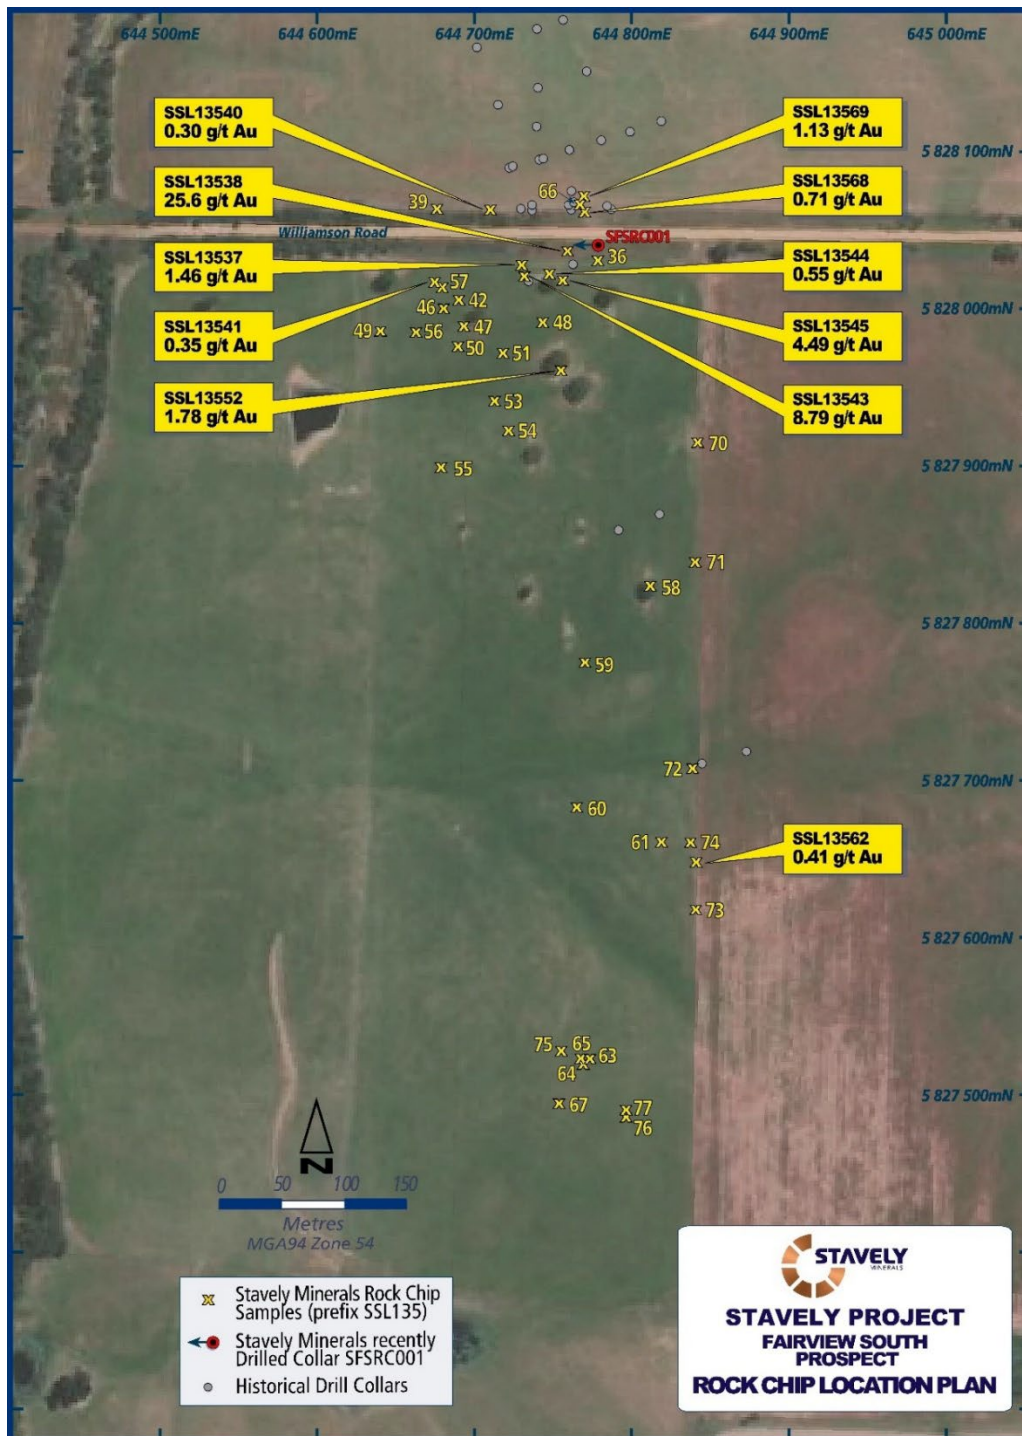 644 500mE
644 600mE
644 700mE
644 800mE
644 900mE
645 000mE
SSL13540
0.30 g/t Au
SSL13569
1.13 g/t Au
5 828 100mN
SSL13538
25.6 g/t Au
66
SSL13568
0.71 g/t Au
39
Williamson Road
SFSRC001
36
SSL13537
1.46 g/t Au
SSL13544
0.55 g/t Au
57
42
46
5 828 000mN
SSL13541
0.35 g/t Au
49
56
47
48
SSL13545
4.49 g/t Au
50
51
SSL13552
1.78 g/t Au
SSL13543
8.79 g/t Au
53
54
70
55
5 827 900mN
71
58
5 827 800mN
59
72
5 827 700mN
60
61
74
SSL13562
0.41 g/t Au
73
5 827 600mN
75
65
63
64
67
77
76
5 827 500mN
N
0 50 100 150
Metres
MGA94 Zone 54
Stavely Minerals Rock Chip
Samples (prefix SSL135)
Stavely Minerals recently
Drilled Collar SFSRC001
Historical Drill Collars
STAVELY
MINERALS
STAVELY PROJECT
FAIRVIEW SOUTH
PROSPECT
ROCK CHIP LOCATION PLAN